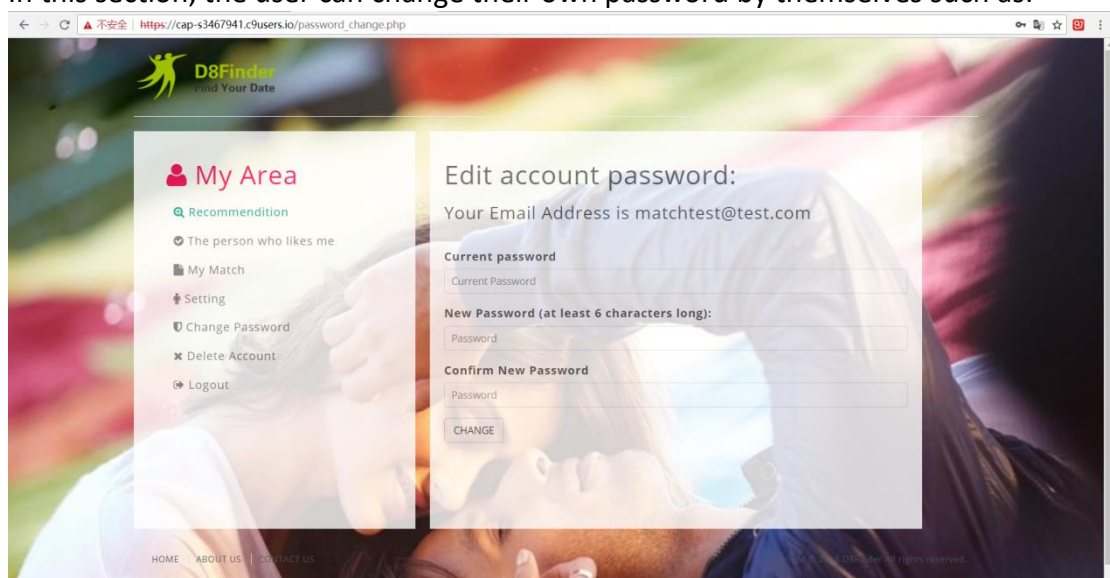 In this section, the user can change their own password by themselves such as:
不安全 | https://cap-s3467941.c9users.io/password_change.php
D8Finder
Find Your Date
My Area
Recommendition
The person who likes me
My Match
Setting
Change Password
Delete Account
Logout
Edit account password:
Your Email Address is matchtest@test.com
Current password
Current Password
New Password (at least 6 characters long):
Password
Confirm New Password
Password
CHANGE
HOME | ABOUT US | CONTACT US
D8Finder All rights reserved.